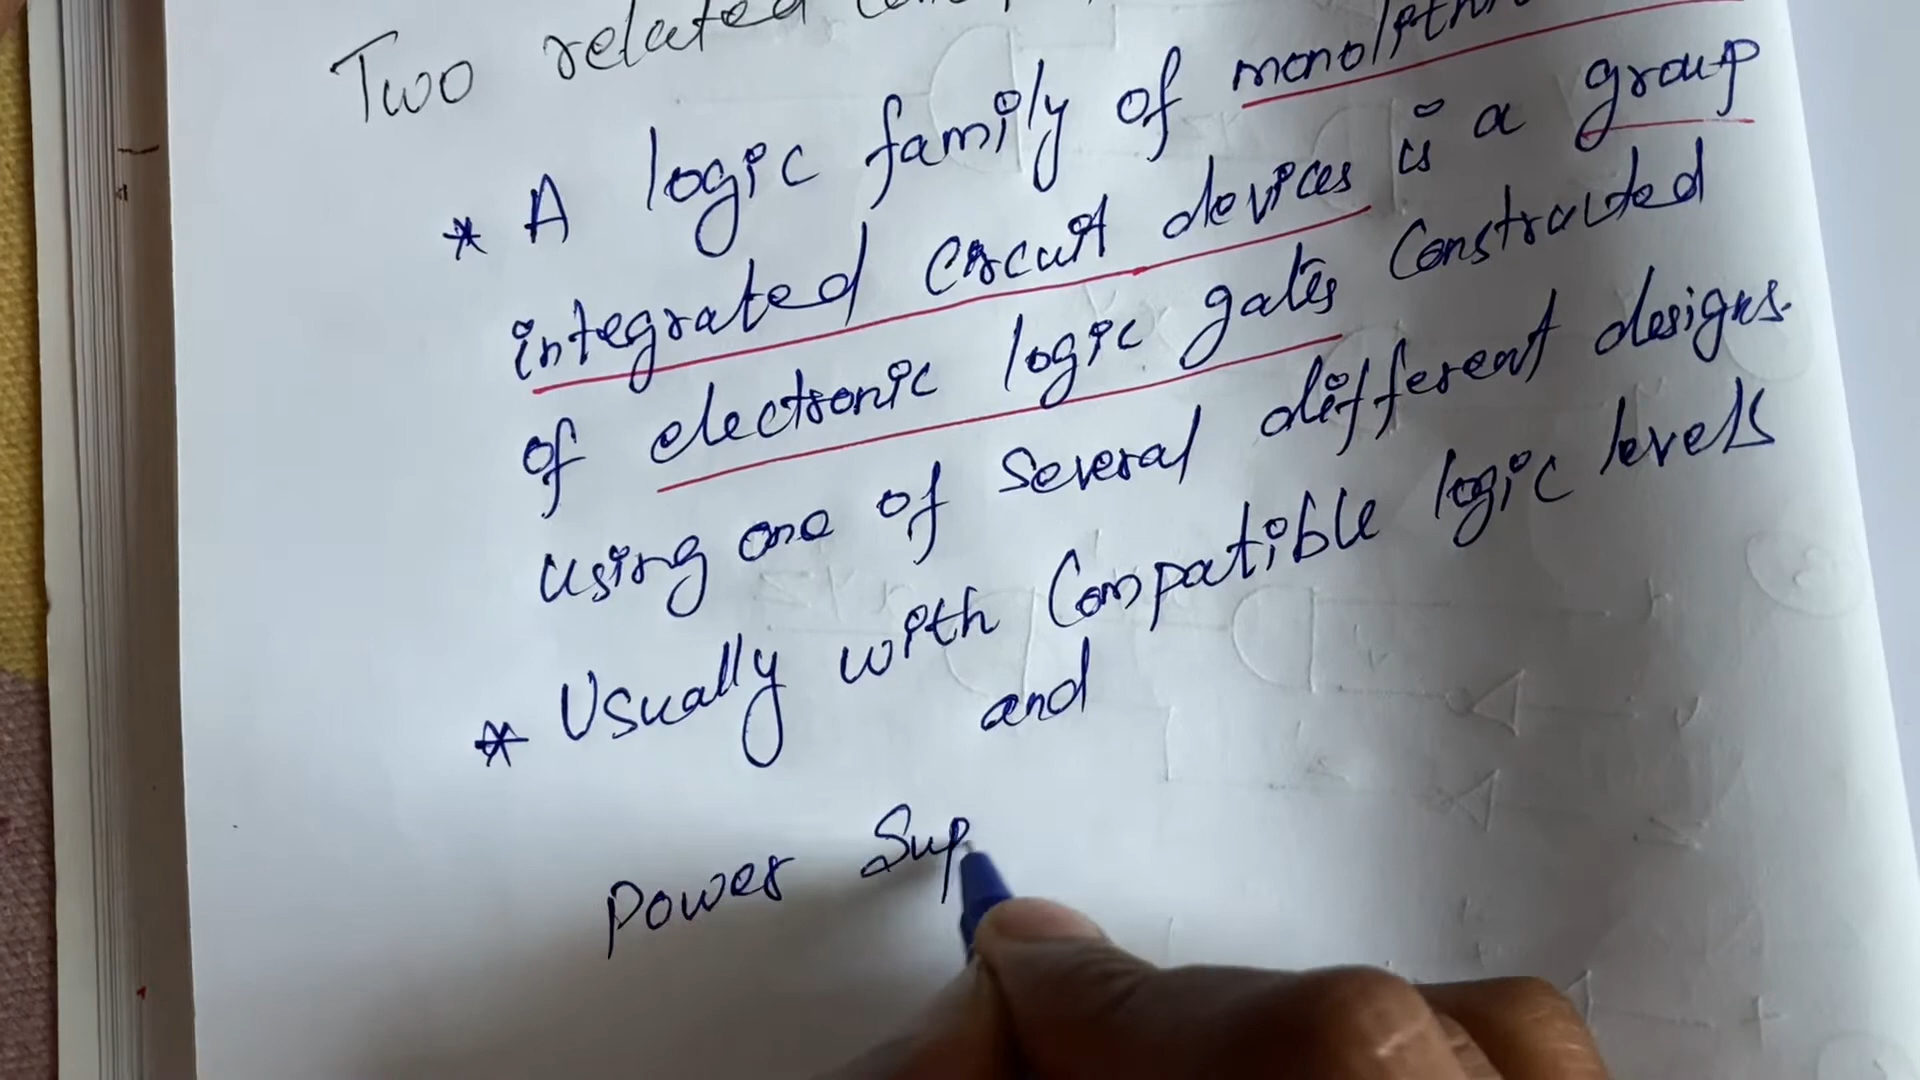 Two related
* A logic family of
integrated circuit devices is a group
of electronic logic gates constructed
using one of several different designs.
* Usually with compatible logic levels
and
power Sup